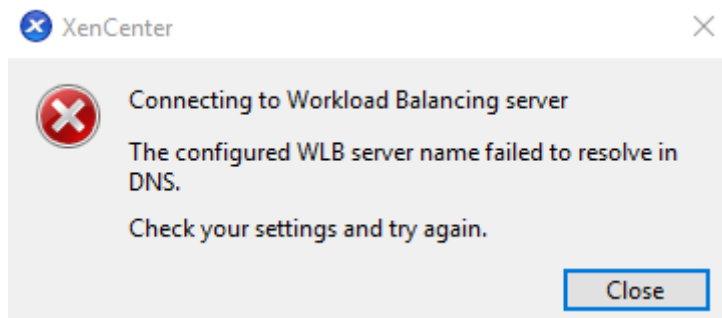 XenCenter
Connecting to Workload Balancing server
The configured WLB server name failed to resolve in
DNS.
Check your settings and try again.
Close